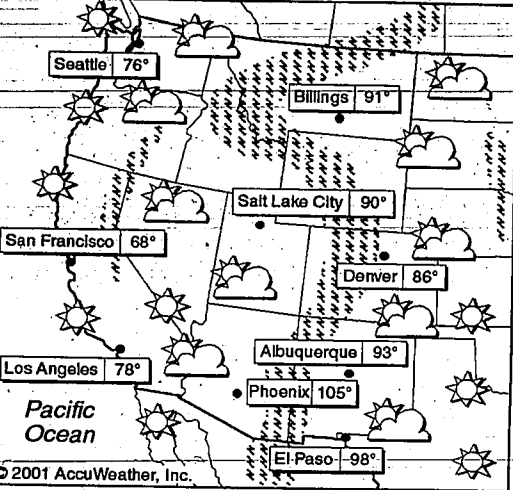 Seattle 76°
Billings 91°
Salt Lake City 90°
San Francisco 68°
Denver 86°
Albuquerque 93°
Los Angeles 78°
Phoenix 105°
Pacific
Ocean
El Paso 98°
© 2001 AccuWeather, Inc.